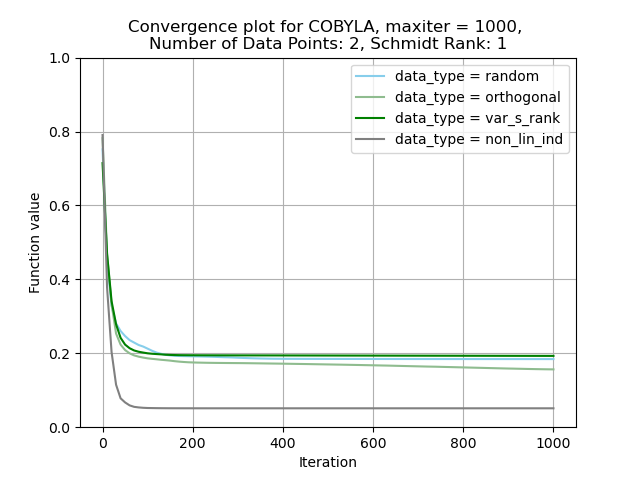 Convergence plot for COBYLA, maxiter = 1000,
Number of Data Points: 2, Schmidt Rank: 1
data_type = random
data_type = orthogonal
data_type = var_s_rank
data_type = non_lin_ind
Function value
1.0
0.8
0.6
0.4
0.2
0.0
0 200 400 600 800 1000
Iteration